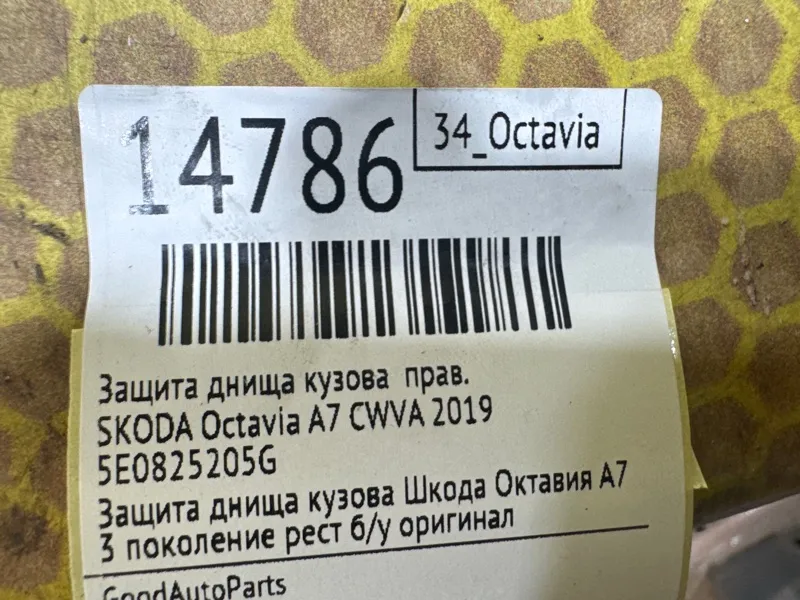 14786
34_Octavia
Защита днища кузова прав.
SKODA Octavia A7 CWVA 2019
5E0825205G
Защита днища кузова Шкода Октавия А7
3 поколение рест б/у оригинал
GoodAutoParts